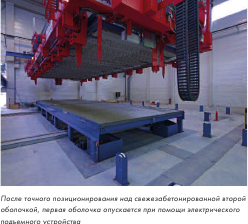 После точного позиционирования над свежезабетонированной второй
оболочкой, первая оболочка опускается при помощи электрического
подъемного устройства